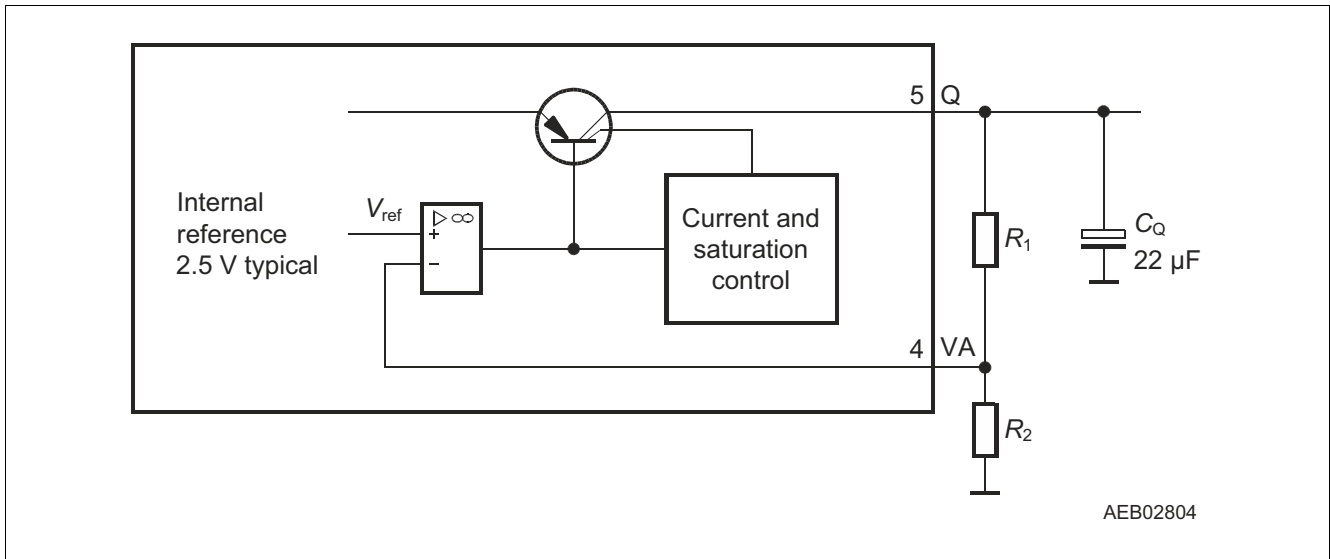 5 Q
Internal
reference
2.5 V typical
Vref
▷ ∞
+
−
Current and
saturation
control
R1
CQ
22 µF
4 VA
R2
AEB02804